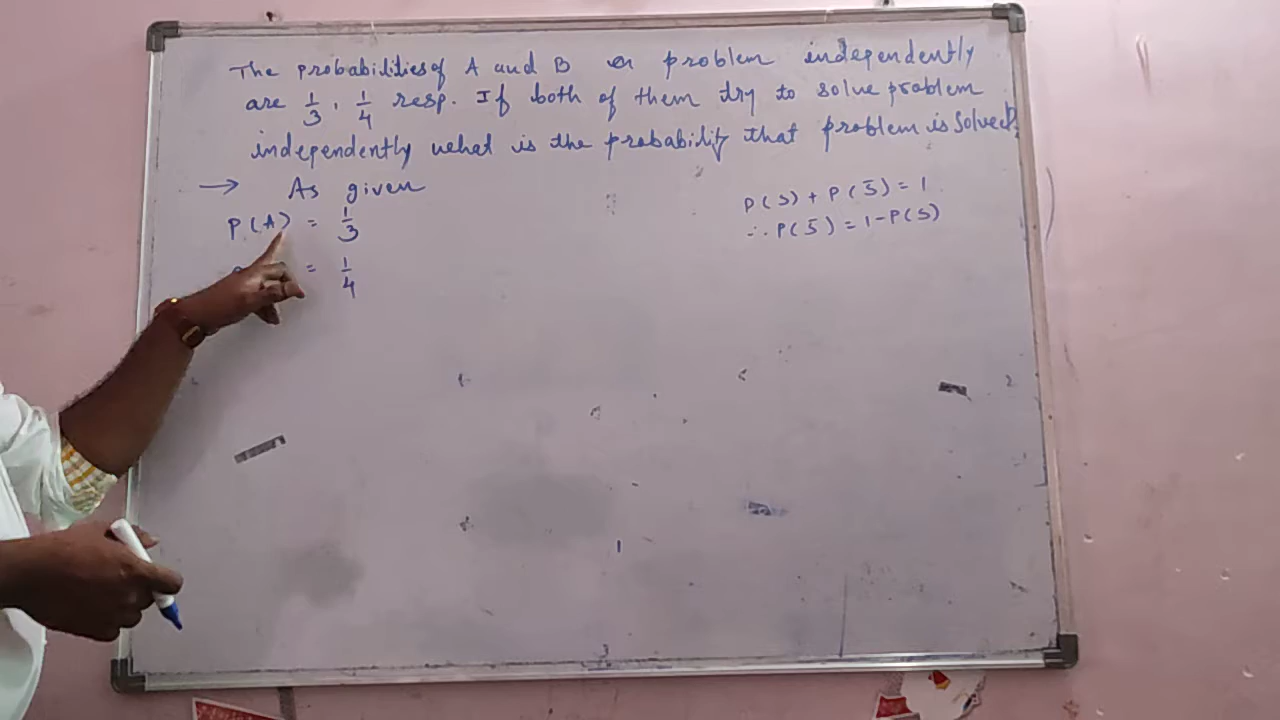 The probabilities of A and B problem independently
are 1/3, 1/4 resp. If both of them try to solve problem
independently what is the probability that problem is solved.
→ As given
P(A) = 1/3
= 1/4
P(S) + P(S̅) = 1
∴ P(S̅) = 1 - P(S)